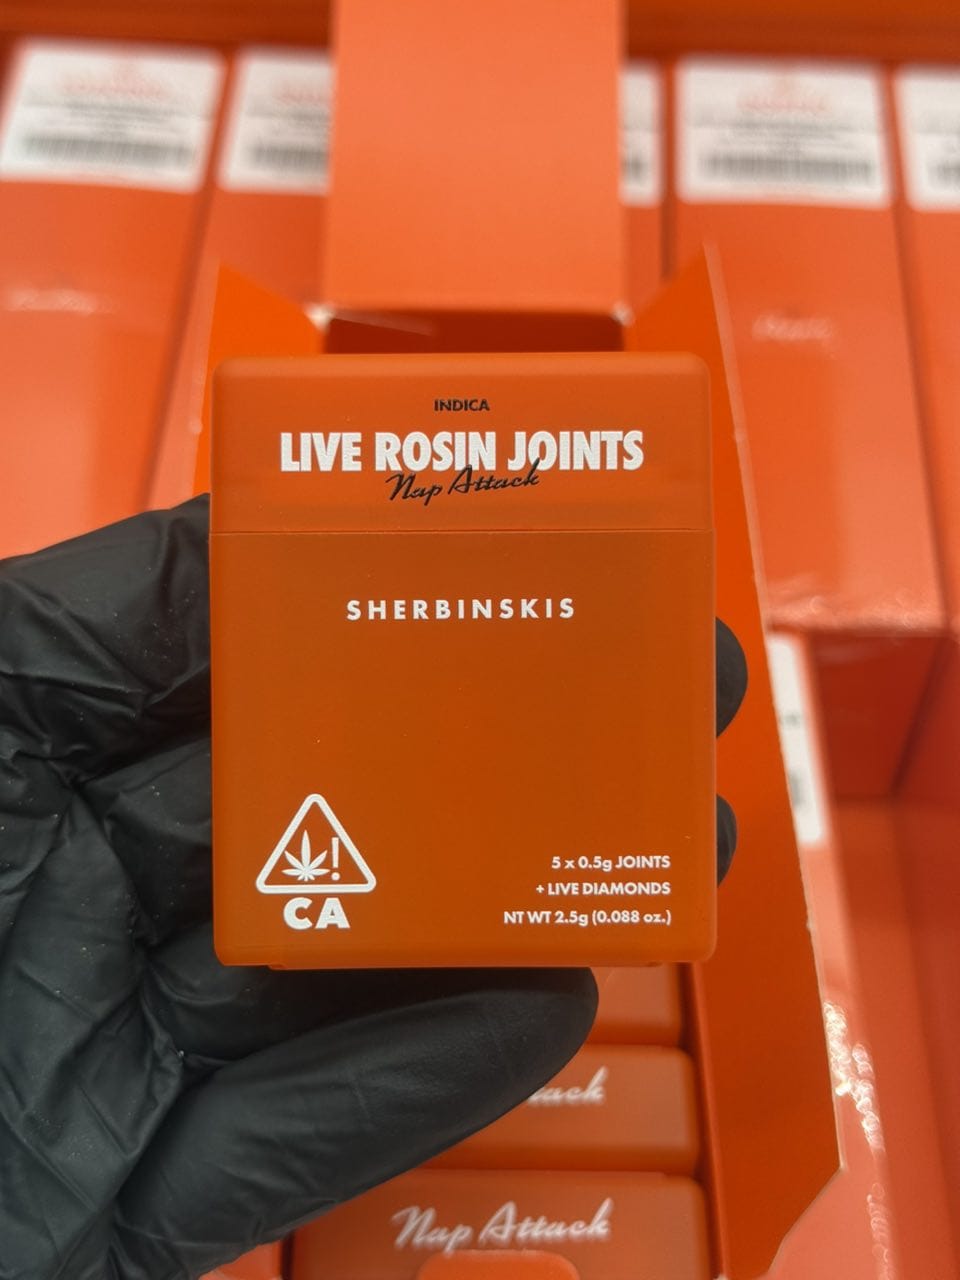 INDICA
LIVE ROSIN JOINTS
Nap Attack
SHERBINSKIS
CA
5 x 0.5g JOINTS
+ LIVE DIAMONDS
NT WT 2.5g (0.088 oz.)
Nap Attack